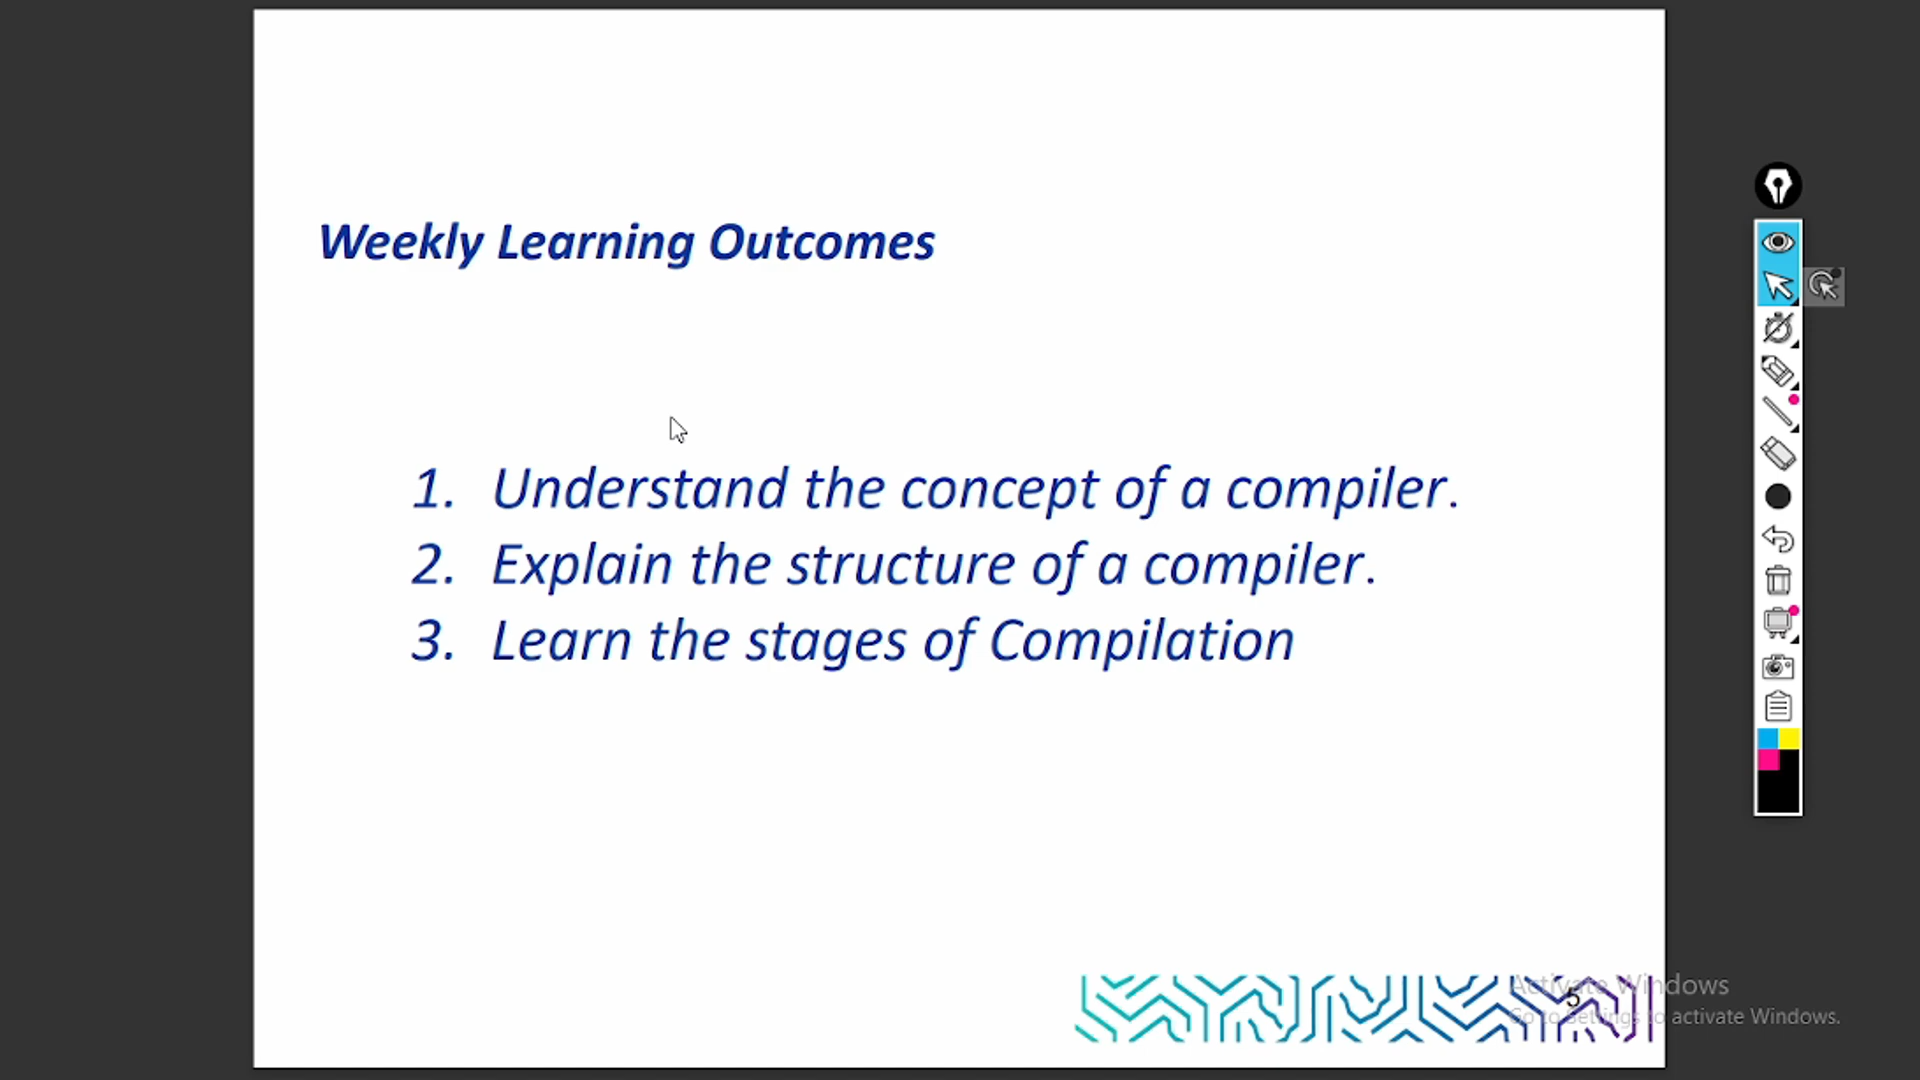 Weekly Learning Outcomes
1. Understand the concept of a compiler.
2. Explain the structure of a compiler.
3. Learn the stages of Compilation
Activate Windows
5
Go to Settings to activate Windows.